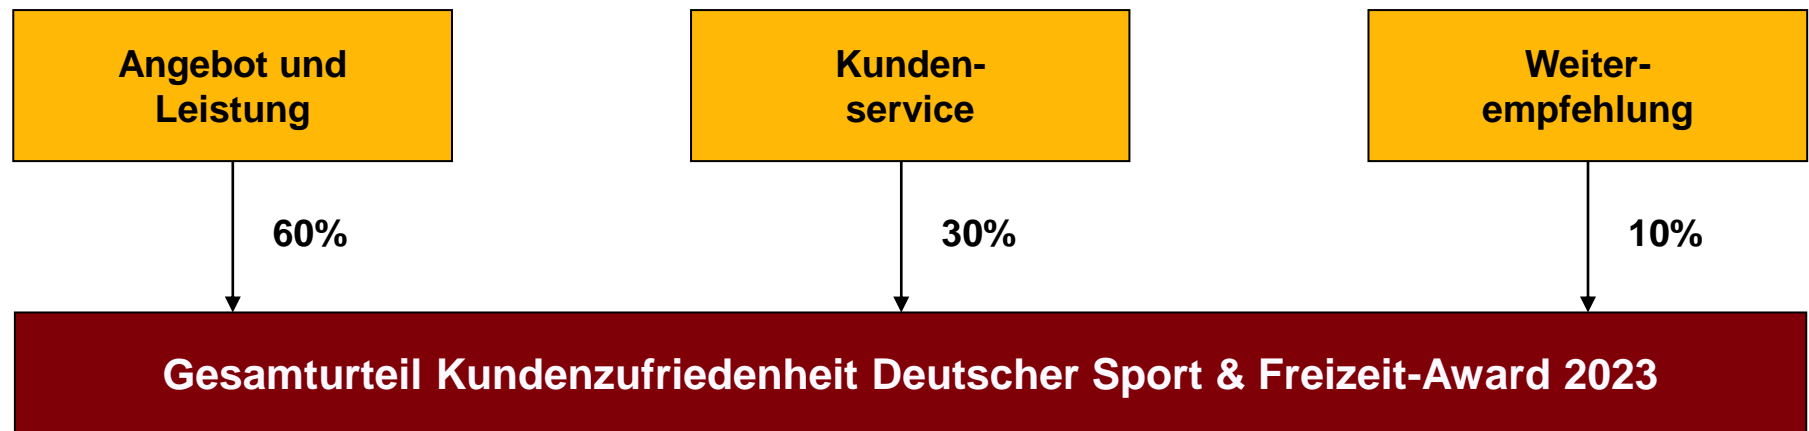 Angebot und
Leistung
Kunden-
service
Weiter-
empfehlung
60%
30%
10%
Gesamturteil Kundenzufriedenheit Deutscher Sport & Freizeit-Award 2023